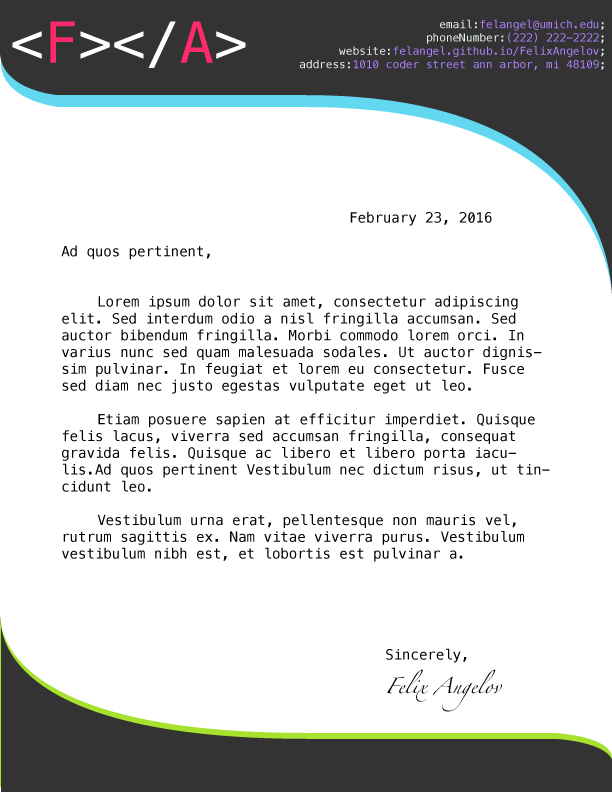 <F></A>
email:felangel@umich.edu;
phoneNumber:(222) 222-2222;
website:felangel.github.io/FelixAngelov;
address:1010 coder street ann arbor, mi 48109;
February 23, 2016
Ad quos pertinent,
Lorem ipsum dolor sit amet, consectetur adipiscing
elit. Sed interdum odio a nisl fringilla accumsan. Sed
auctor bibendum fringilla. Morbi commodo lorem orci. In
varius nunc sed quam malesuada sodales. Ut auctor dignis-
sim pulvinar. In feugiat et lorem eu consectetur. Fusce
sed diam nec justo egestas vulputate eget ut leo.
Etiam posuere sapien at efficitur imperdiet. Quisque
felis lacus, viverra sed accumsan fringilla, consequat
gravida felis. Quisque ac libero et libero porta iacu-
lis.Ad quos pertinent Vestibulum nec dictum risus, ut tin-
cidunt leo.
Vestibulum urna erat, pellentesque non mauris vel,
rutrum sagittis ex. Nam vitae viverra purus. Vestibulum
vestibulum nibh est, et lobortis est pulvinar a.
Sincerely,
Felix Angelov